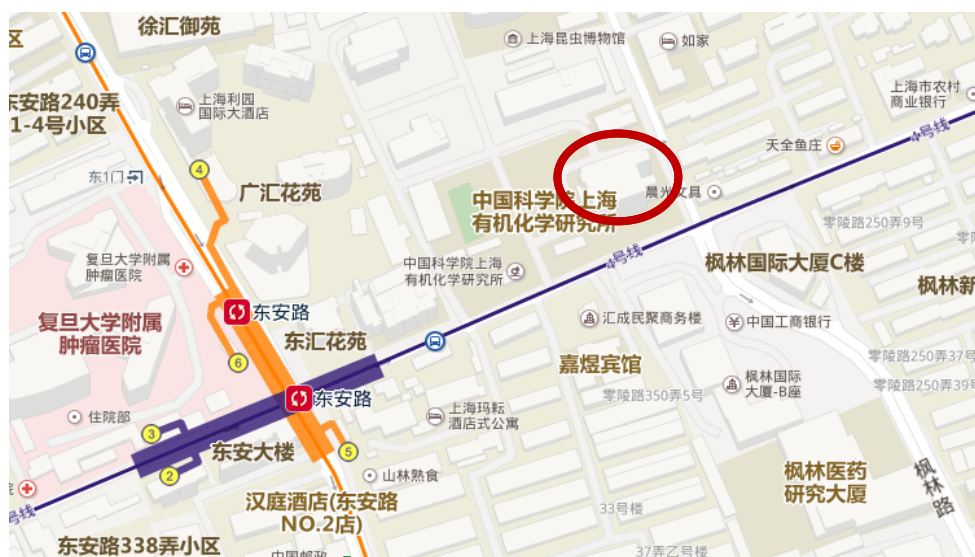 徐汇御苑
区
上海昆虫博物馆
如家
上海市农村
商业银行
东安路240弄
1-4号小区
上海利园
国际大酒店
4号线
天全鱼庄
4
东1门
广汇花苑
中国科学院上海
有机化学研究所
晨光文具
零陵路250弄9号
零陵
复旦大学附属
肿瘤医院
中国科学院上海
有机化学研究所
4号线
枫林国际大厦C楼
枫林新
东安路
复旦大学附属
肿瘤医院
东汇花苑
汇成民聚商务楼
中国工商银行
6
嘉煜宾馆
零陵路250弄37号
枫林国际
大厦-B座
零陵路250弄39号
零陵路350弄5号
东安路
住院部
上海玛耘
酒店式公寓
3
东安大楼
5
2
山林熟食
枫林医药
研究大厦
枫林路
院
号线
汉庭酒店(东安路
NO.2店)
33号楼
东安路338弄小区
中国邮政
37弄乙号楼